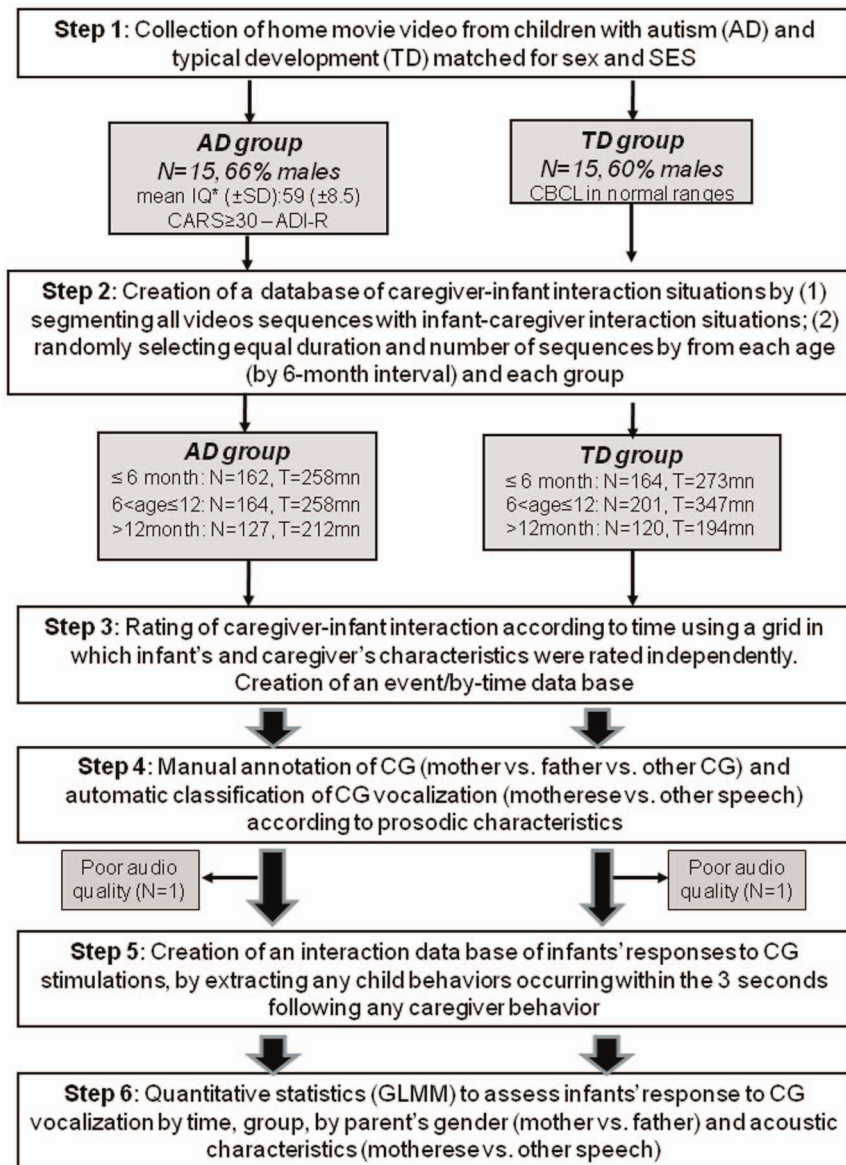 Step 1: Collection of home movie video from children with autism (AD) and
typical development (TD) matched for sex and SES
AD group
N=15, 66% males
mean IQ* (±SD):59 (±8.5)
CARS≥30–ADI-R
TD group
N=15, 60% males
CBCL in normal ranges
Step 2: Creation of a database of caregiver-infant interaction situations by (1)
segmenting all videos sequences with infant-caregiver interaction situations; (2)
randomly selecting equal duration and number of sequences by from each age
(by 6-month interval) and each group
AD group
≤ 6 month: N=162, T=258mn
6<age≤12: N=164, T=258mn
>12month: N=127, T=212mn
TD group
≤ 6 month: N=164, T=273mn
6<age≤12: N=201, T=347mn
>12month: N=120, T=194mn
Step 3: Rating of caregiver-infant interaction according to time using a grid in
which infant's and caregiver's characteristics were rated independently.
Creation of an event/by-time data base
Step 4: Manual annotation of CG (mother vs. father vs. other CG) and
automatic classification of CG vocalization (motherese vs. other speech)
according to prosodic characteristics
Poor audio
quality (N=1)
Poor audio
quality (N=1)
Step 5: Creation of an interaction data base of infants' responses to CG
stimulations, by extracting any child behaviors occurring within the 3 seconds
following any caregiver behavior
Step 6: Quantitative statistics (GLMM) to assess infants' response to CG
vocalization by time, group, by parent's gender (mother vs. father) and acoustic
characteristics (motherese vs. other speech)